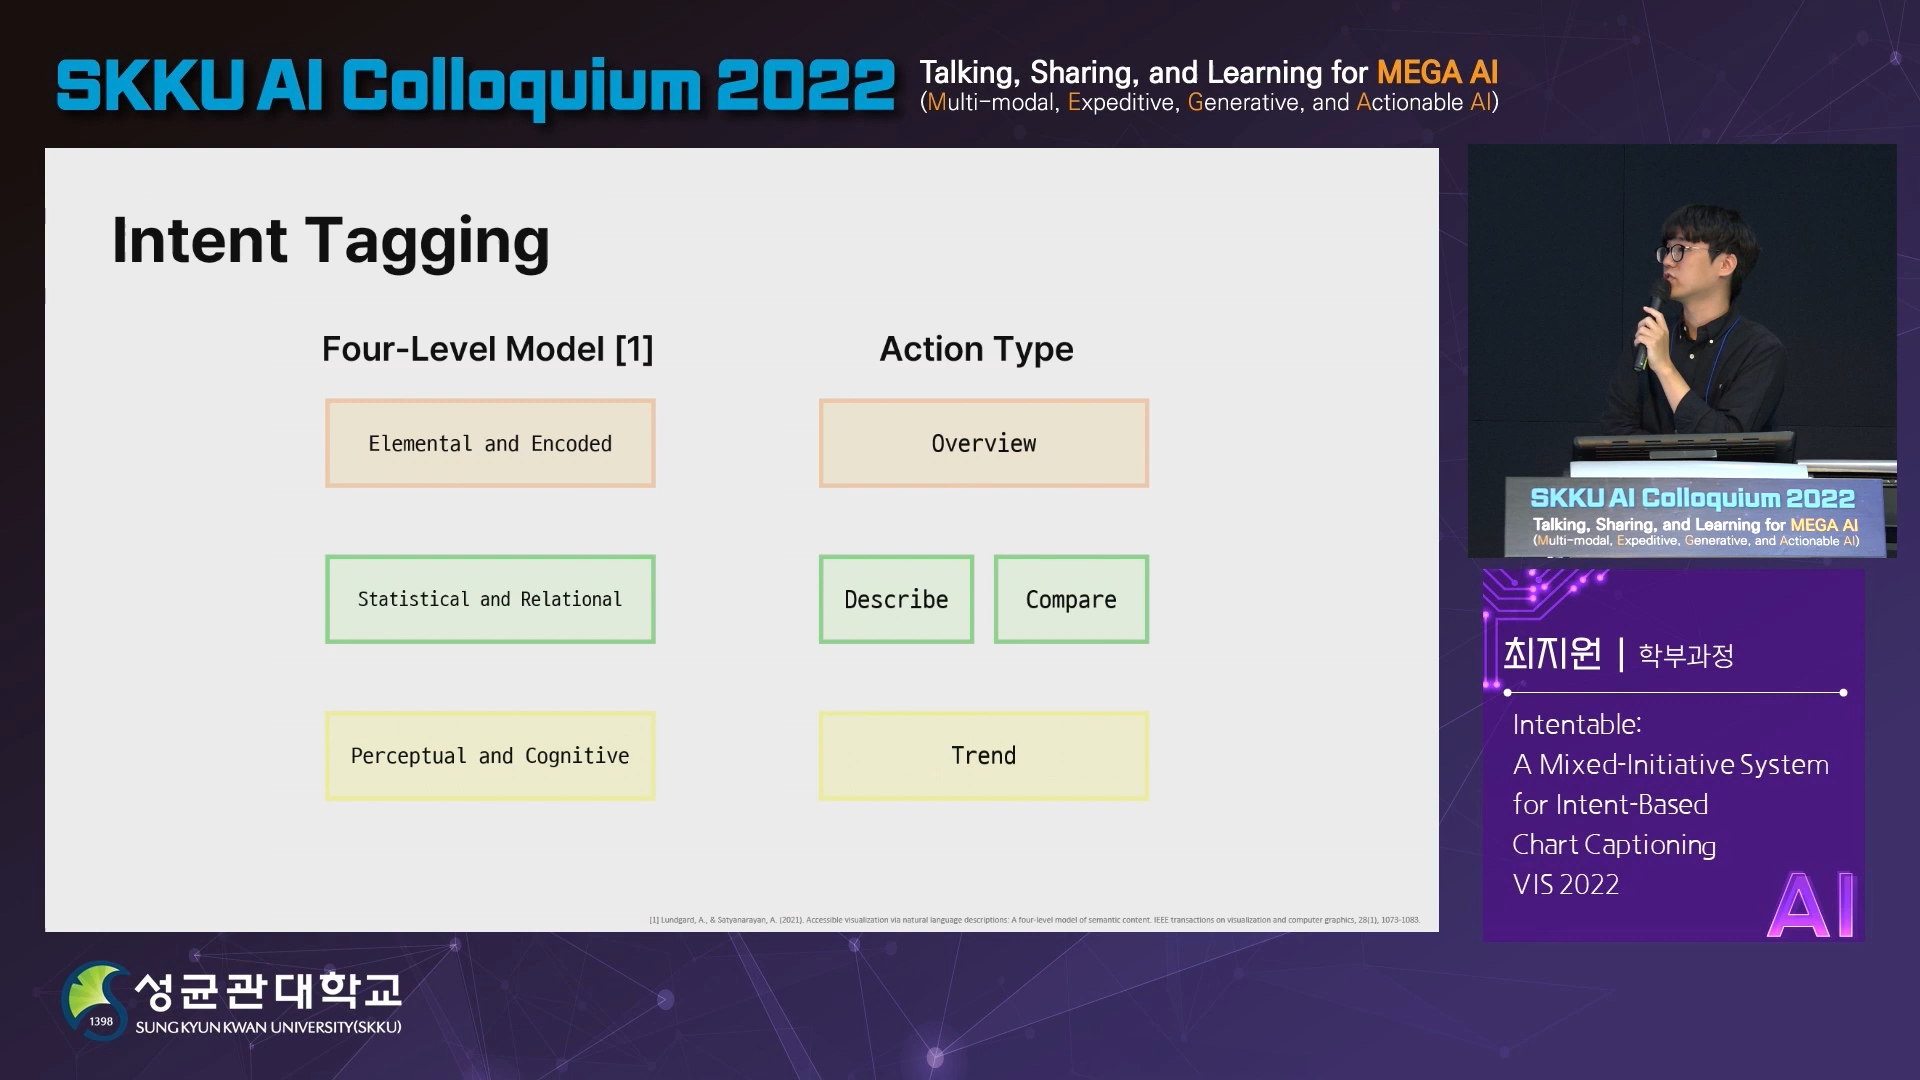 SKKU AI Colloquium 2022
Talking, Sharing, and Learning for MEGA AI
(Multi-modal, Expeditive, Generative, and Actionable AI)
Intent Tagging
Four-Level Model [1]
Action Type
Elemental and Encoded
Overview
Statistical and Relational
Describe
Compare
Perceptual and Cognitive
Trend
[1] Lundgard, A., & Satyanarayan, A. (2021). Accessible visualization via natural language descriptions: A four-level model of semantic content. IEEE transactions on visualization and computer graphics, 28(1), 1073-1083.
SKKU AI Colloquium 2022
Talking, Sharing, and Learning for MEGA AI
(Multi-modal, Expeditive, Generative, and Actionable AI)
최지원 | 학부과정
Intentable:
A Mixed-Initiative System
for Intent-Based
Chart Captioning
VIS 2022
AI
1398
성균관대학교
SUNG KYUN KWAN UNIVERSITY(SKKU)